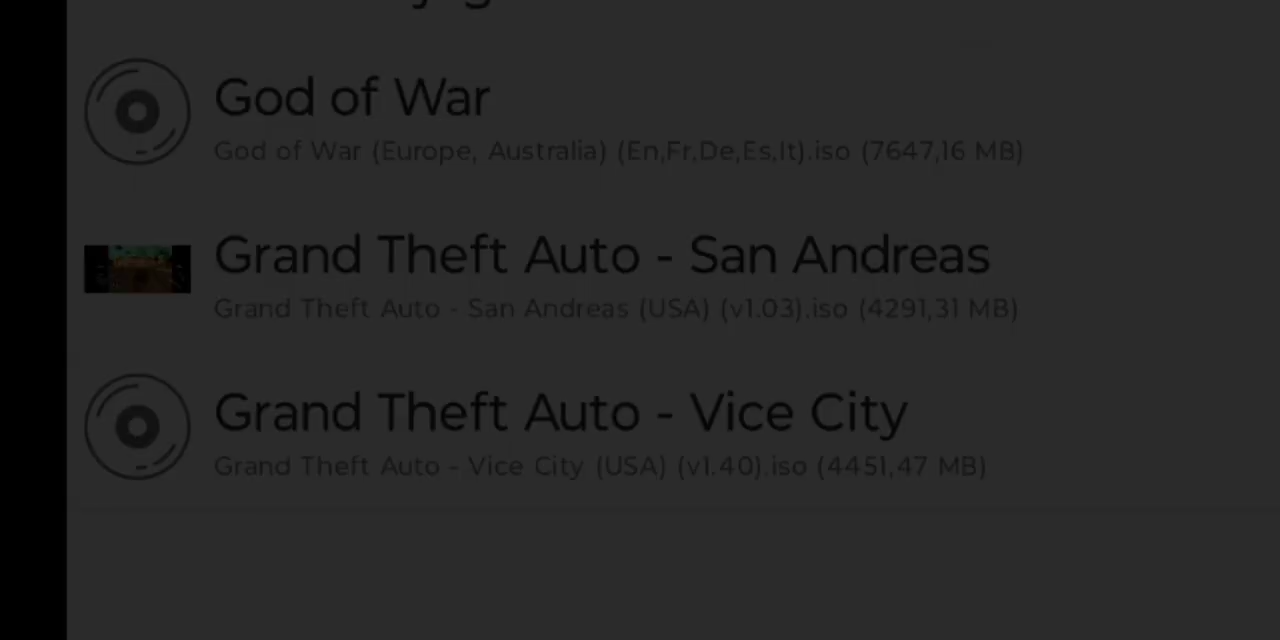 God of War
God of War (Europe, Australia) (En,Fr,De,Es,It).iso (7647,16 MB)
Grand Theft Auto - San Andreas
Grand Theft Auto - San Andreas (USA) (v1.03).iso (4291,31 MB)
Grand Theft Auto - Vice City
Grand Theft Auto - Vice City (USA) (v1.40).iso (4451,47 MB)